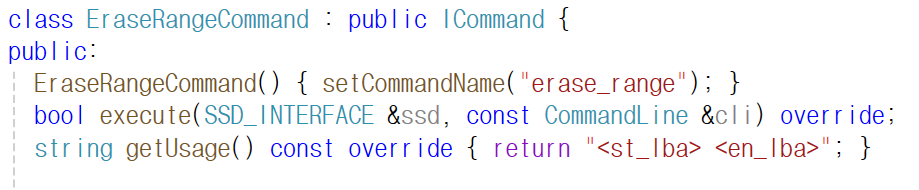 class EraseRangeCommand : public ICommand {
public:
EraseRangeCommand() { setCommandName("erase_range"); }
bool execute(SSD_INTERFACE &ssd, const CommandLine &cli) override;
string getUsage() const override { return "<st_lba> <en_lba>"; }